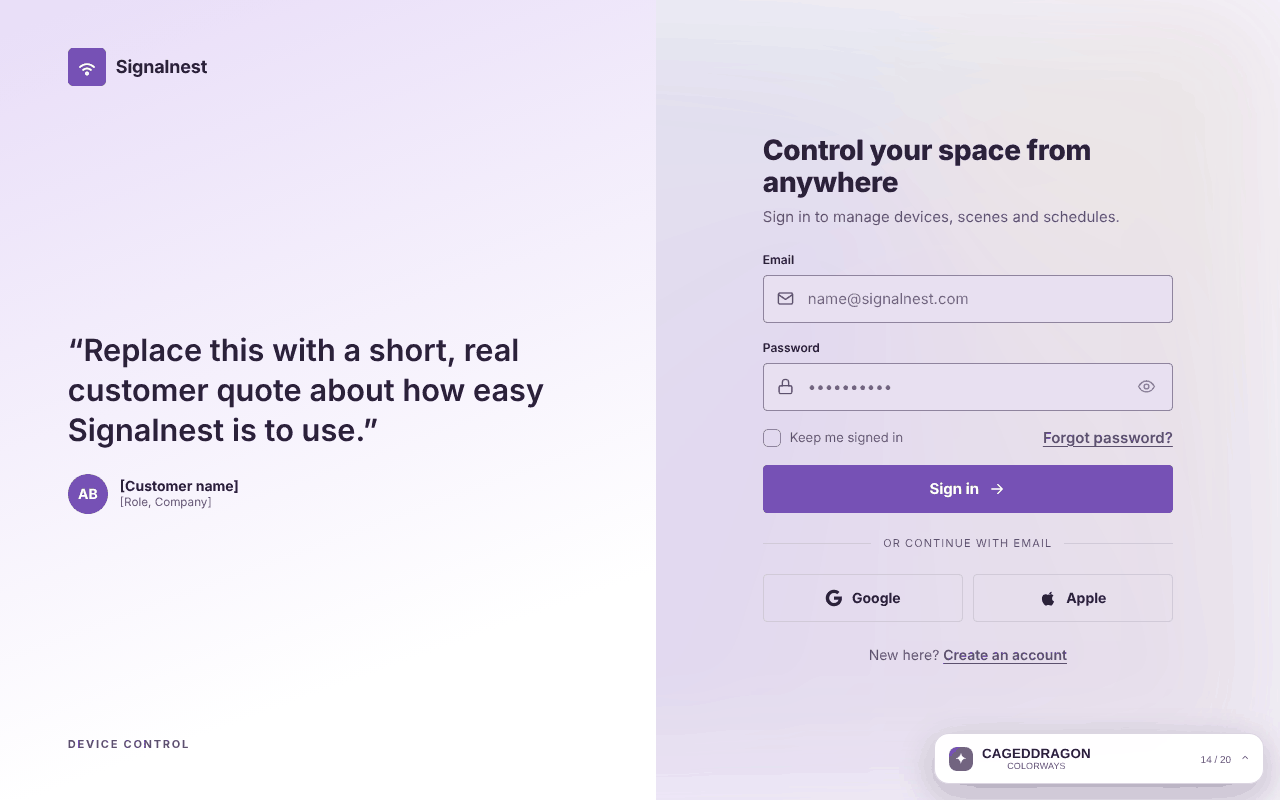 Signalnest
“Replace this with a short, real
customer quote about how easy
Signalnest is to use.”
AB
[Customer name]
[Role, Company]
DEVICE CONTROL
Control your space from
anywhere
Sign in to manage devices, scenes and schedules.
Email
name@signalnest.com
Password
••••••••••
Keep me signed in
Forgot password?
Sign in →
OR CONTINUE WITH EMAIL
Google
Apple
New here? Create an account
CAGEDDRAGON
COLORWAYS
14 / 20